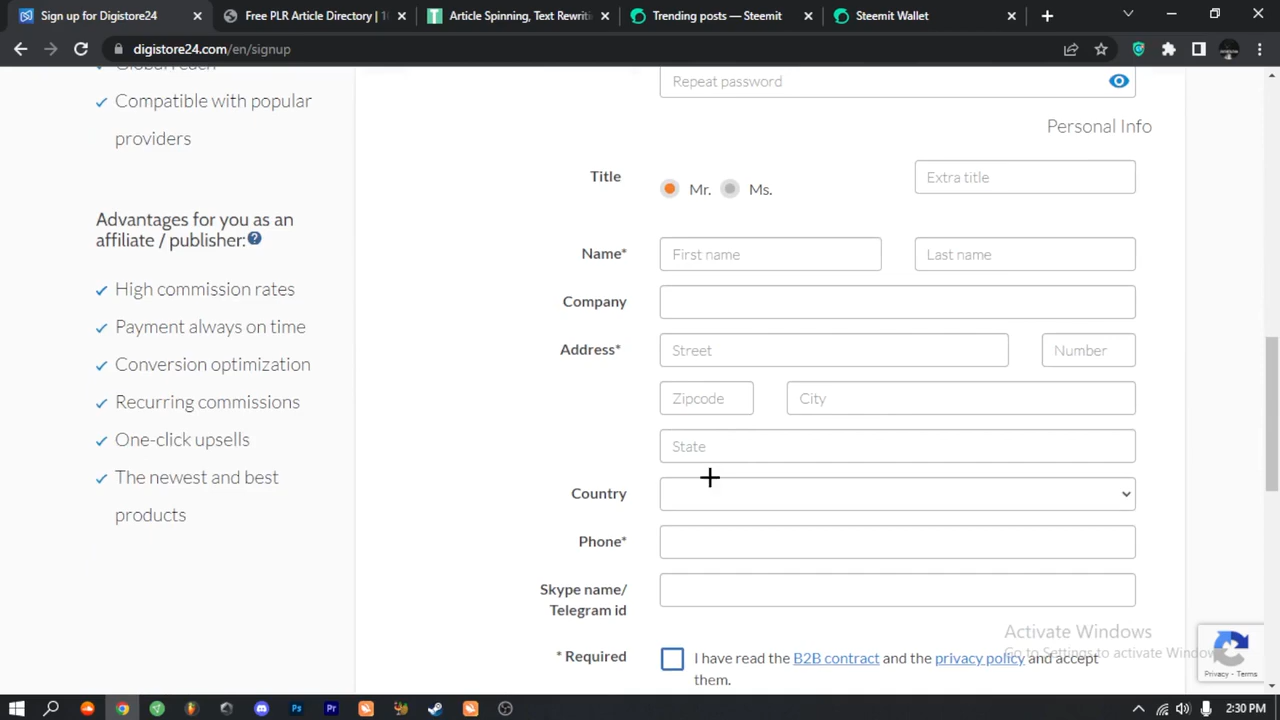 Sign up for Digistore24
Free PLR Article Directory | 10
Article Spinning, Text Rewriti
Trending posts — Steemit
Steemit Wallet
digistore24.com/en/signup
Global reach
Compatible with popular
providers
Advantages for you as an
affiliate / publisher:
High commission rates
Payment always on time
Conversion optimization
Recurring commissions
One-click upsells
The newest and best
products
Repeat password
Personal Info
Title
Mr.
Ms.
Extra title
Name*
First name
Last name
Company
Address*
Street
Number
Zipcode
City
State
Country
Phone*
Skype name/
Telegram id
* Required
I have read the B2B contract and the privacy policy and accept
them.
Activate Windows
Go to Settings to activate Windows
Privacy - Terms
2:30 PM